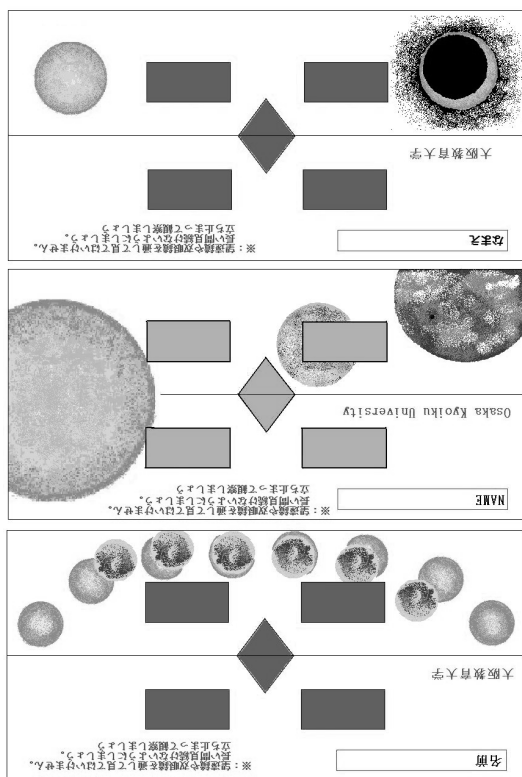 名前
※：望遠鏡や双眼鏡を通して見てはいけません。
長い間見続けないようにしましょう。
立ち止まって観察しましょう
大阪教育大学
NAME
※：望遠鏡や双眼鏡を通して見てはいけません。
長い間見続けないようにしましょう。
立ち止まって観察しましょう
Osaka Kyoiku University
なまえ
※：望遠鏡や双眼鏡を通して見てはいけません。
長い間見続けないようにしましょう。
立ち止まって観察しましょう
大阪教育大学